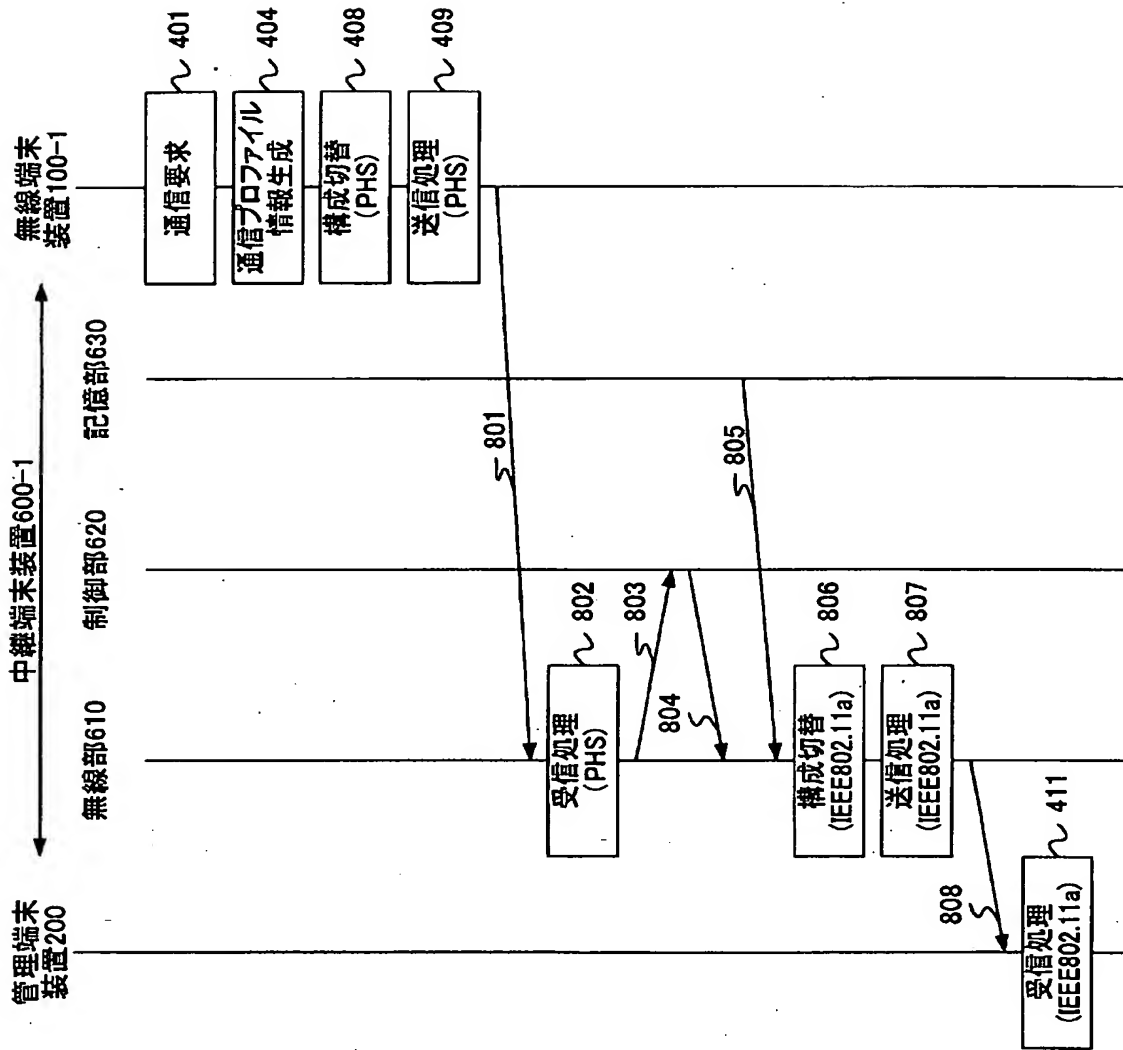 中継端末装置600-1
管理端末
装置200
無線部610
制御部620
記憶部630
無線端末
装置100-1
通信要求
401
通信プロファイル
情報生成
404
構成切替
(PHS)
408
送信処理
(PHS)
409
801
受信処理
(PHS)
802
803
804
805
構成切替
(IEEE802.11a)
806
送信処理
(IEEE802.11a)
807
808
受信処理
(IEEE802.11a)
411